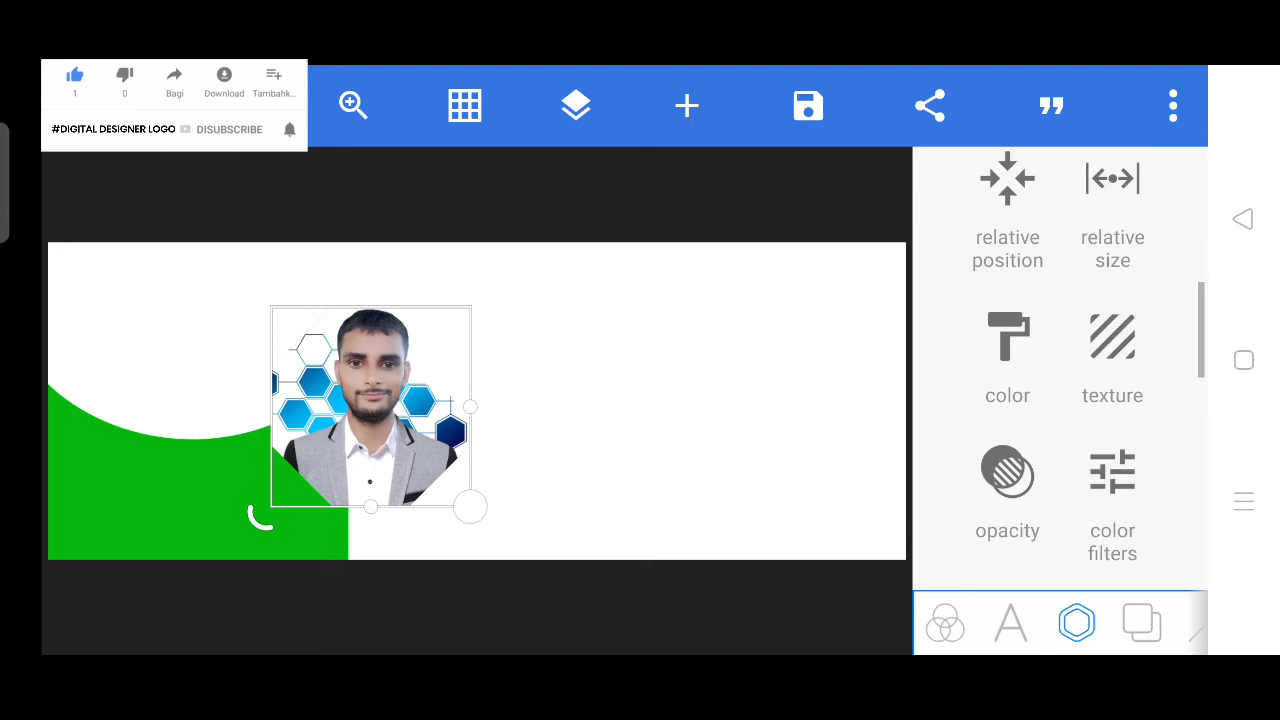 1
0
Bagi
Download
Tambahk...
#DIGITAL DESIGNER LOGO
DISUBSCRIBE
relative
position
relative
size
color
texture
opacity
color
filters